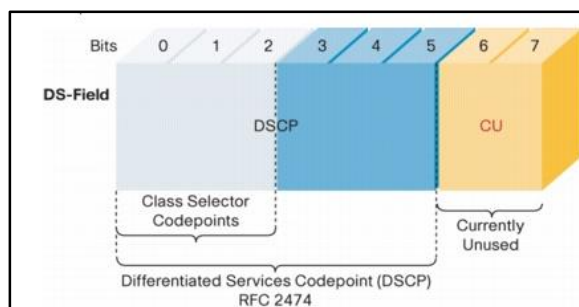 Bits 0 1 2 3 4 5 6 7
DS-Field
DSCP CU
Class Selector
Codepoints
Currently
Unused
Differentiated Services Codepoint (DSCP)
RFC 2474